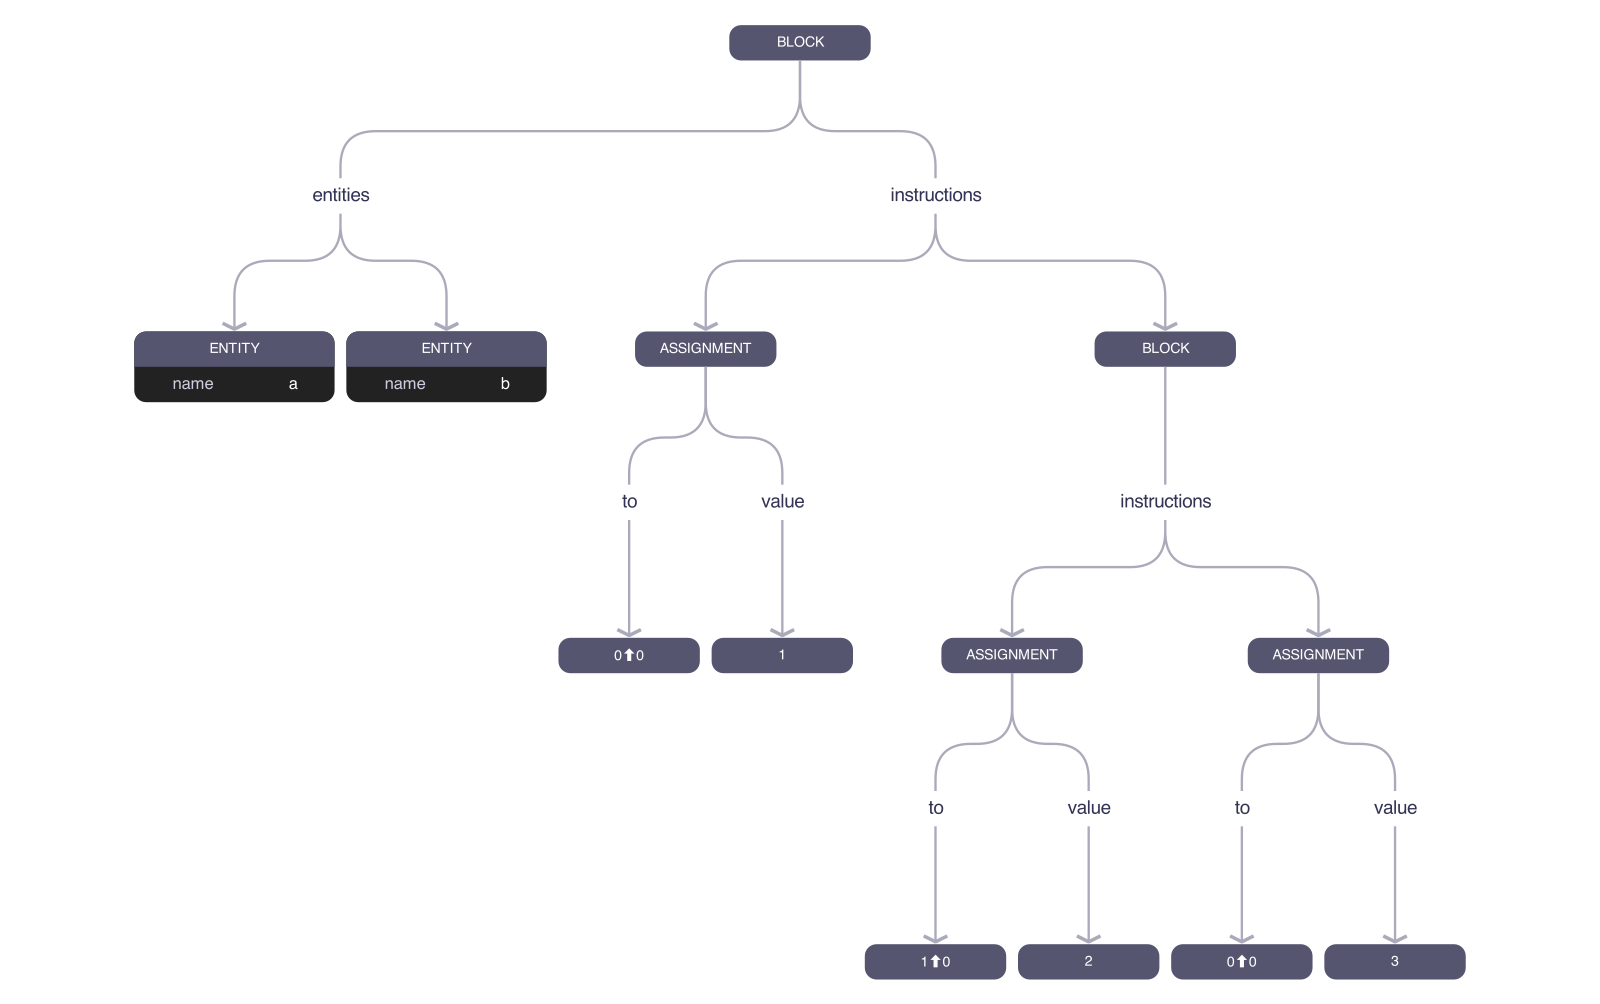 BLOCK
entities
instructions
ENTITY
name a
ENTITY
name b
ASSIGNMENT
BLOCK
to
value
instructions
0⬆0
1
ASSIGNMENT
ASSIGNMENT
to
value
to
value
1⬆0
2
0⬆0
3